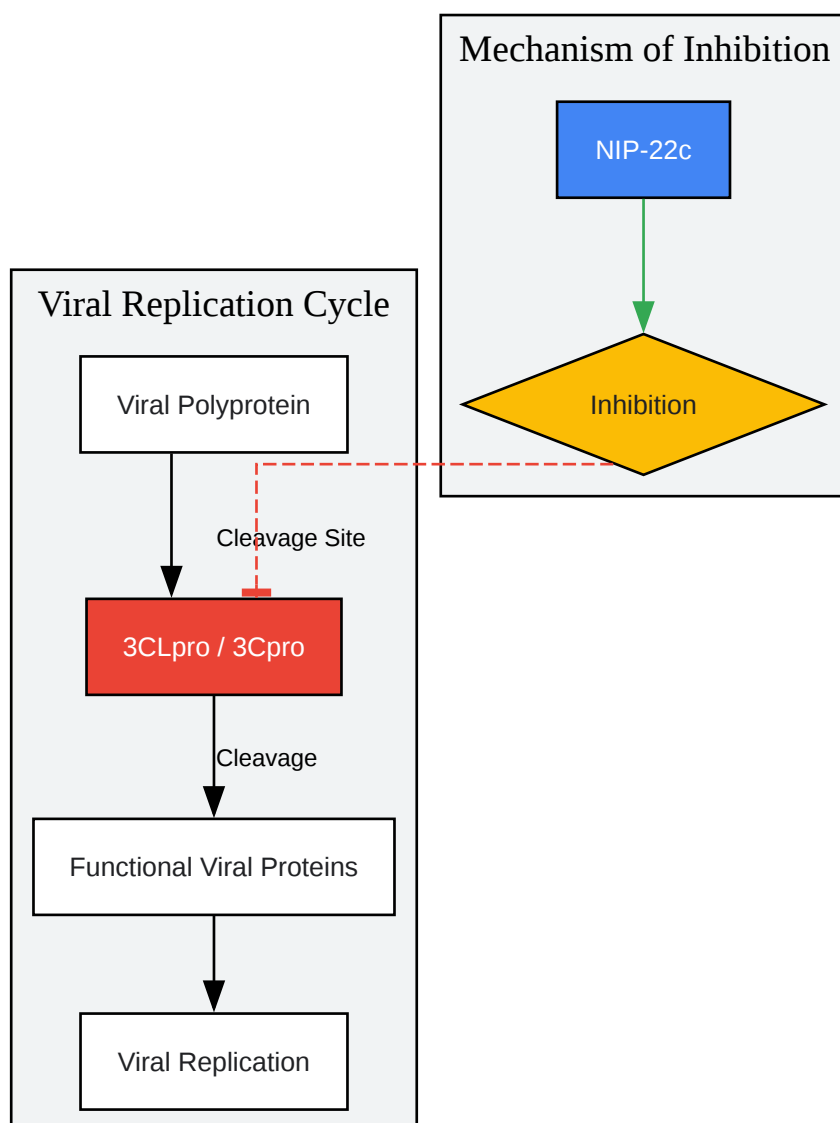 Mechanism of Inhibition
NIP-22c
Inhibition
Viral Replication Cycle
Viral Polyprotein
Cleavage Site
3CLpro / 3Cpro
Cleavage
Functional Viral Proteins
Viral Replication